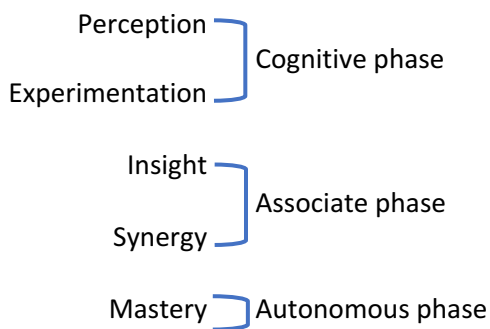 Perception
Cognitive phase
Experimentation
Insight
Associate phase
Synergy
Mastery Autonomous phase